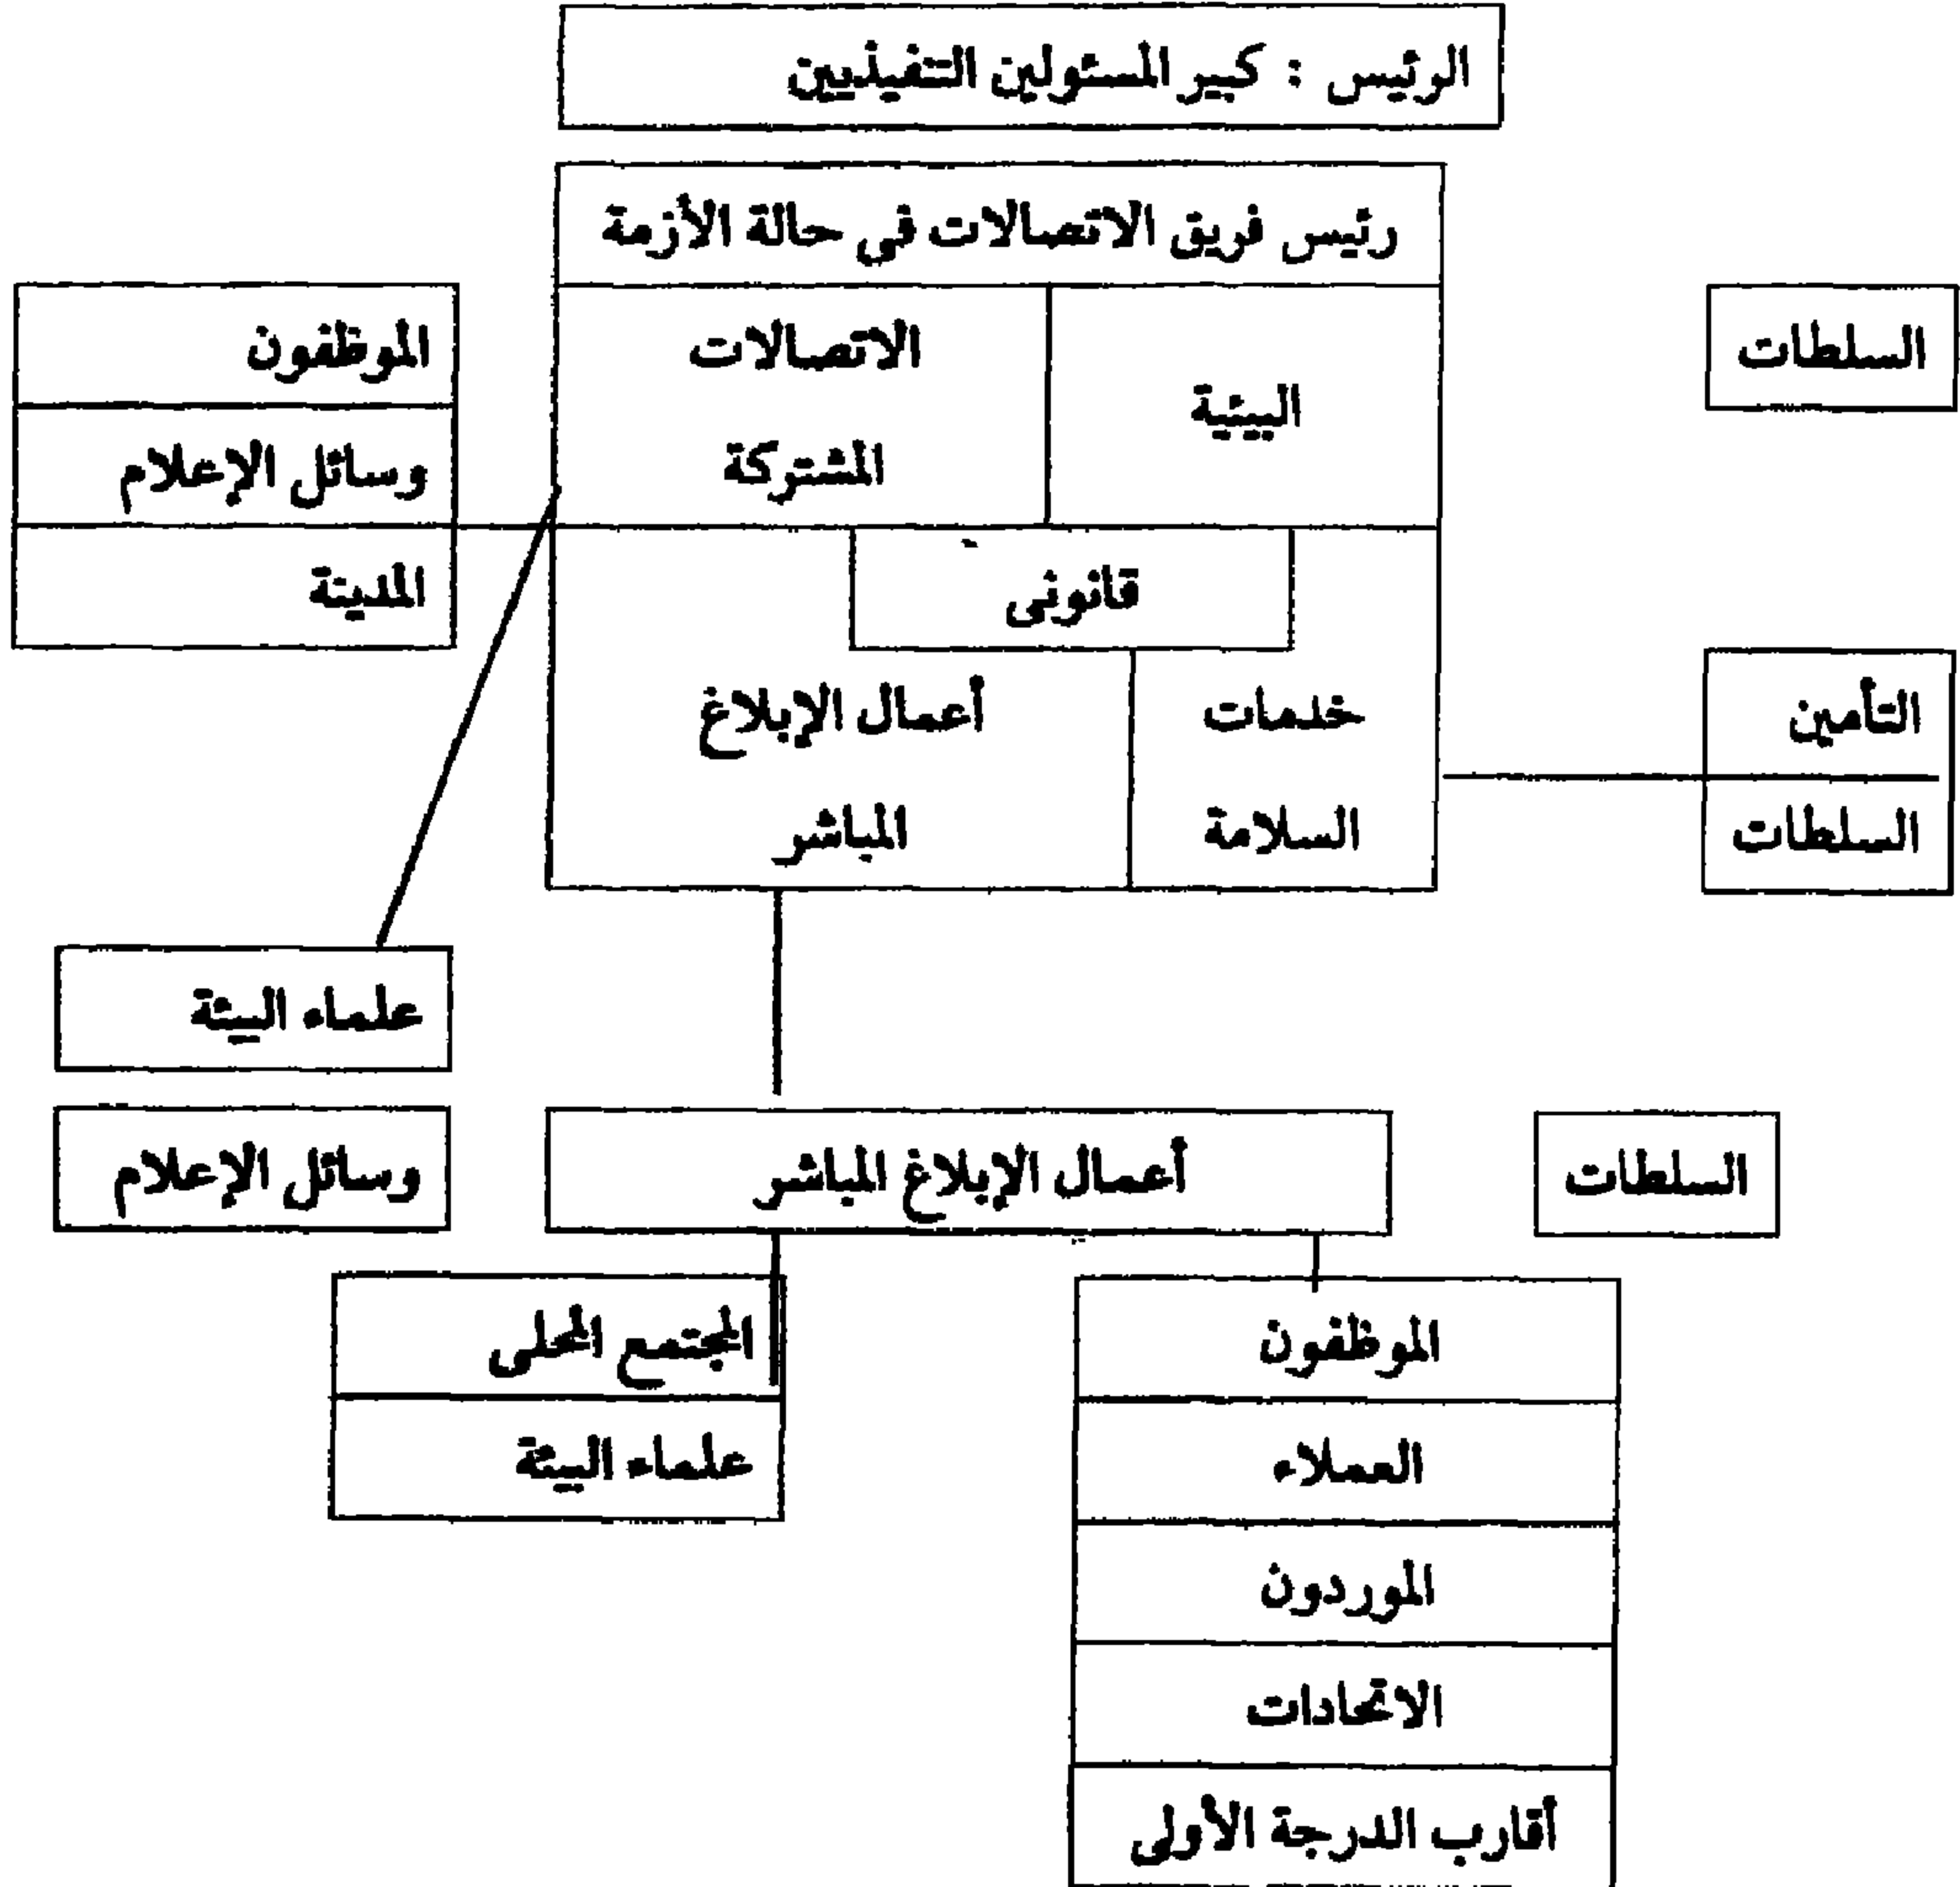 الرئيس : كبير المسئولين التنفيذيين
رئيس فريق الاتصالات فى حالة الأزمة
السلطات
البيئية
الاتصالات
المشتركة
الموظفون
وسائل الإعلام
المدينة
قانونى
خدمات
السلامة
أعمال الإبلاغ
المباشر
التأمين
السلطات
علماء البيئة
السلطات
أعمال الإبلاغ المباشر
وسائل الإعلام
الموظفون
العملاء
الموردون
الاتحادات
أقارب الدرجة الأولى
المجتمع المحلى
علماء البيئة